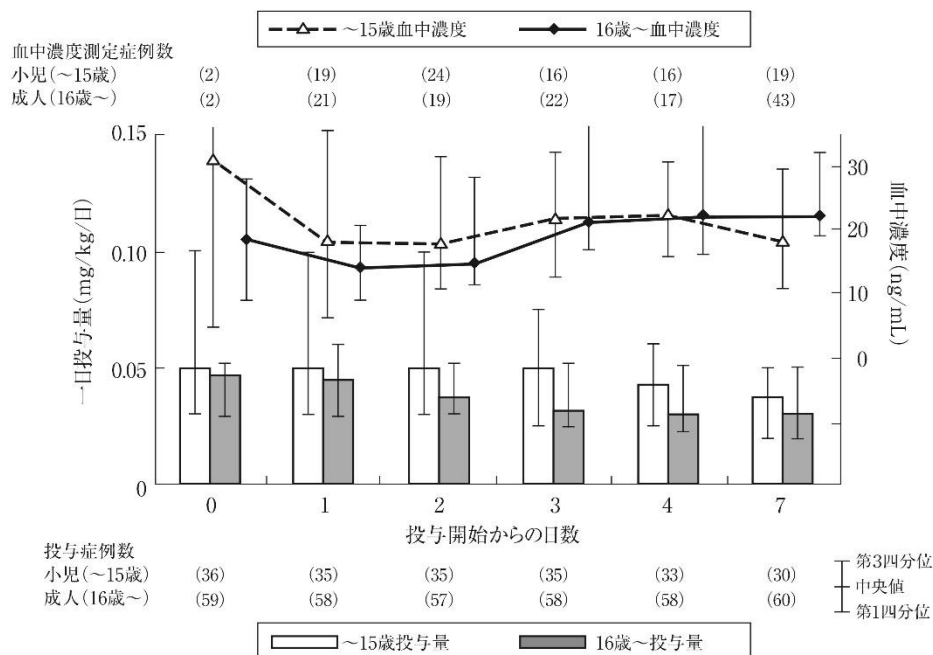 ～15歳血中濃度 16歳～血中濃度
血中濃度測定症例数
小児(～15歳) (2) (19) (24) (16) (16) (19)
成人(16歳～) (2) (21) (19) (22) (17) (43)
0.15
0.10
0.05
0
一日投与量(mg/kg/日)
30
20
10
0
血中濃度(ng/mL)
0 1 2 3 4 7
投与開始からの日数
投与症例数
小児(～15歳) (36) (35) (35) (35) (33) (30)
成人(16歳～) (59) (58) (57) (58) (58) (60)
第3四分位
中央値
第1四分位
～15歳投与量 16歳～投与量